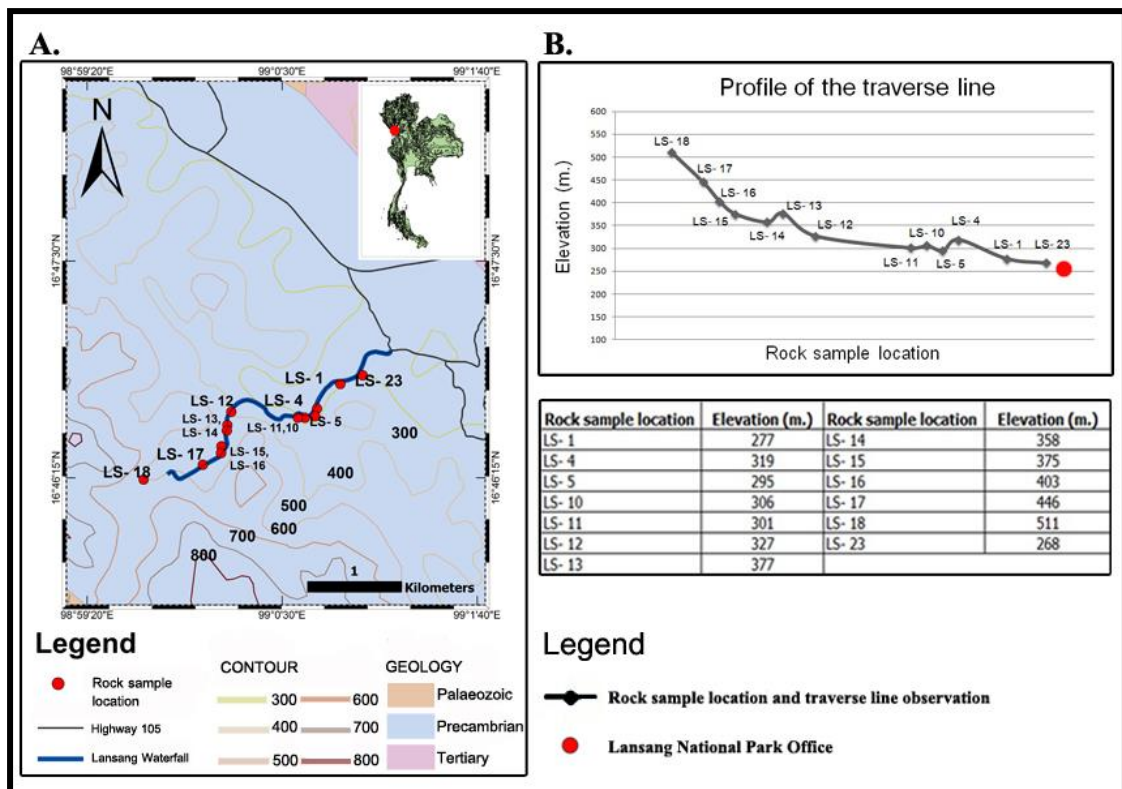 A.
98°59'20"E 99°0'30"E 99°1'40"E
N
16°47'30"N 16°47'30"N
LS- 1 LS- 23
LS- 12 LS- 4
LS- 13,
LS- 14
LS- 11,10 LS- 5
300
LS- 17 LS- 15,
LS- 16
LS- 18
400
16°46'15"N 16°46'15"N
500
600
700
800
1
Kilometers
98°59'20"E 99°0'30"E 99°1'40"E
Legend
Rock sample
location
Highway 105
Lansang Waterfall
CONTOUR
300 600
400 700
500 800
GEOLOGY
Palaeozoic
Precambrian
Tertiary
B.
Profile of the traverse line
Elevation (m.)
600
550
500
450
400
350
300
250
200
150
100
LS- 18
LS- 17
LS- 16
LS- 15
LS- 14
LS- 13
LS- 12
LS- 11
LS- 10
LS- 5
LS- 4
LS- 1
LS- 23
Rock sample location
Rock sample location Elevation (m.) Rock sample location Elevation (m.)
LS- 1 277 LS- 14 358
LS- 4 319 LS- 15 375
LS- 5 295 LS- 16 403
LS- 10 306 LS- 17 446
LS- 11 301 LS- 18 511
LS- 12 327 LS- 23 268
LS- 13 377
Legend
Rock sample location and traverse line observation
Lansang National Park Office